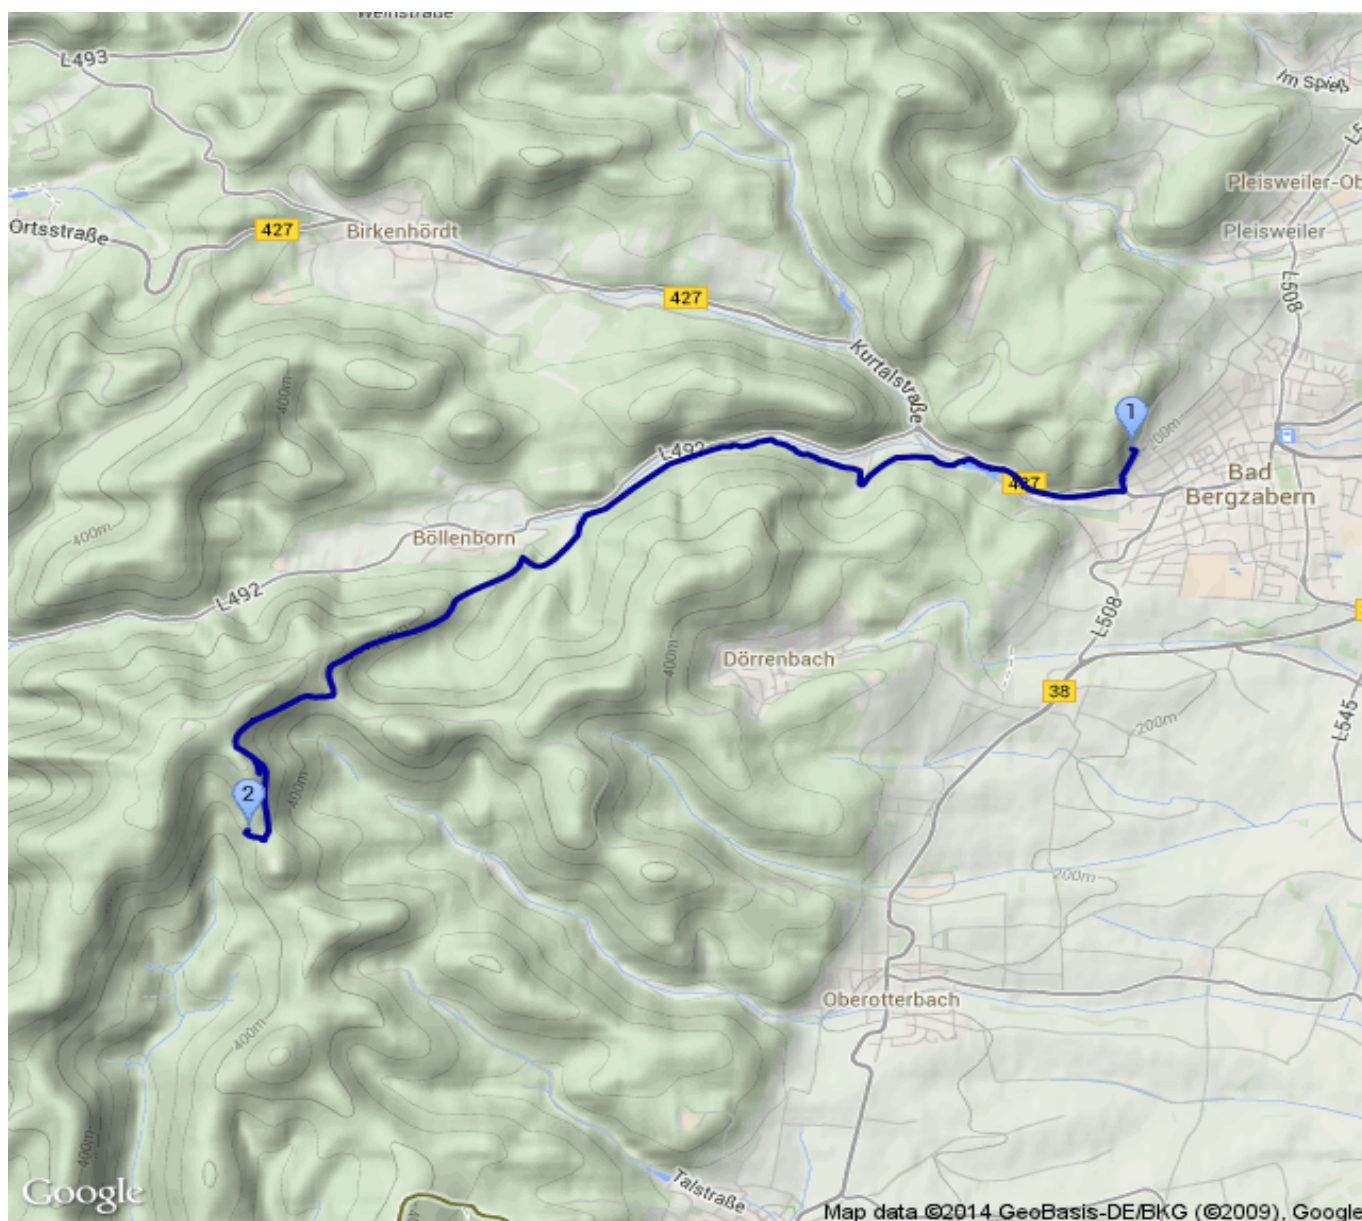 Weinstraße
L493
Im Spieß
L5
Pleisweiler-Ob
Ortsstraße
427
Birkenhördt
Pleisweiler
427
L508
Kurtalstraße
400m
1
200m
L492
427
Bad
Bergzabern
400m
Böllenborn
L492
L508
400m
Dörrenbach
38
200m
L545
400m
2
200m
Oberotterbach
400m
400m
Talstraße
Google
Map data ©2014 GeoBasis-DE/BKG (©2009), Google